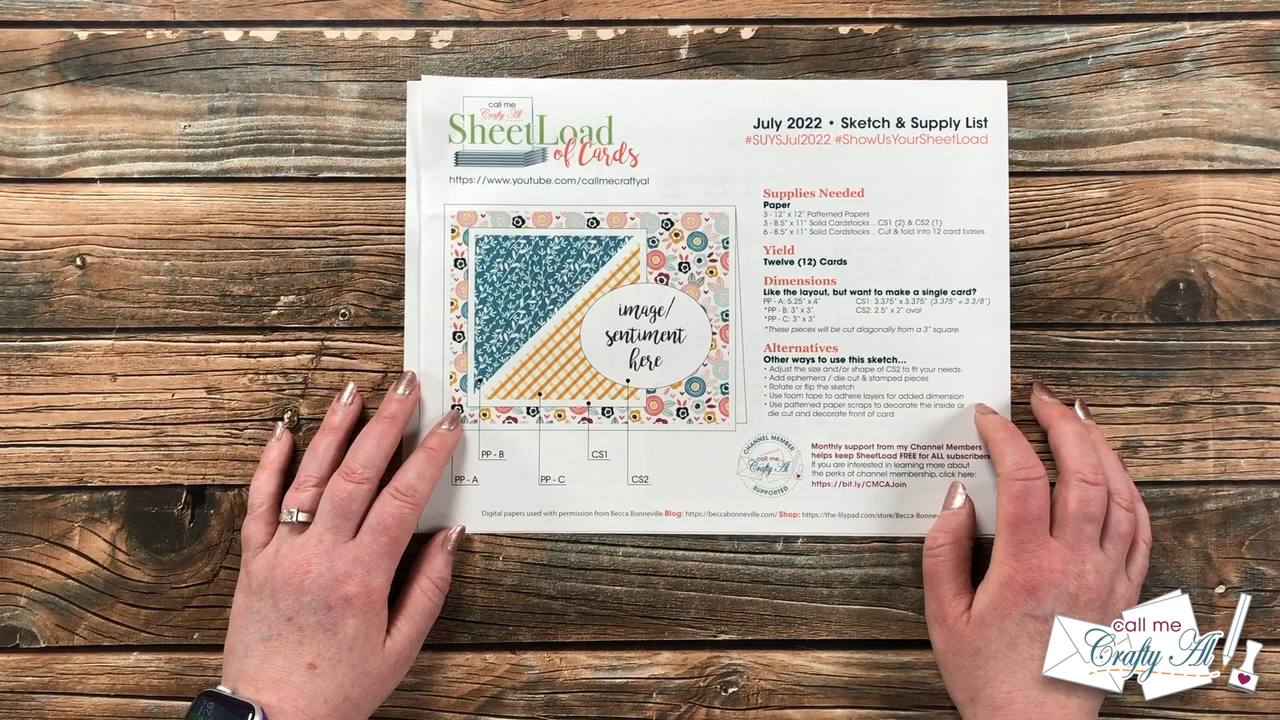 call me
Crafty Al
SheetLoad
of Cards
https://www.youtube.com/callmecraftyal
July 2022 • Sketch & Supply List
#SUYSJul2022 #ShowUsYourSheetLoad
image/
sentiment
here
PP - B
CS1
PP - A
PP - C
CS2
Supplies Needed
Paper
3 - 12" x 12" Patterned Papers
3 - 8.5" x 11" Solid Cardstocks... CS1 (2) & CS2 (1)
6 - 8.5" x 11" Solid Cardstocks... Cut & fold into 12 card bases.
Yield
Twelve (12) Cards
Dimensions
Like the layout, but want to make a single card?
PP - A: 5.25" x 4" CS1: 3.375" x 3.375" (3.375" = 3 3/8")
*PP - B: 3" x 3" CS2: 2.5" x 2" oval
*PP - C: 3" x 3"
*These pieces will be cut diagonally from a 3" square.
Alternatives
Other ways to use this sketch...
• Adjust the size and/or shape of CS2 to fit your needs.
• Add ephemera / die cut & stamped pieces
• Rotate or flip the sketch
• Use foam tape to adhere layers for added dimension
• Use patterned paper scraps to decorate the inside or
die cut and decorate front of card
CHANNEL MEMBER
call me
Crafty Al
SUPPORTED
Monthly support from my Channel Members
helps keep SheetLoad FREE for ALL subscribers
If you are interested in learning more about
the perks of channel membership, click here:
https://bit.ly/CMCAJoin
Digital papers used with permission from Becca Bonneville Blog: https://beccabonneville.com/ Shop: https://the-lilypad.com/store/Becca-Bonnev
call me
Crafty Al